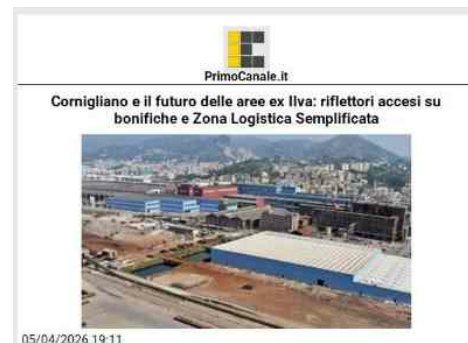 PrimoCanale.it
Cornigliano e il futuro delle aree ex Ilva: riflettori accesi su
bonifiche e Zona Logistica Semplificata
05/04/2026 19:11